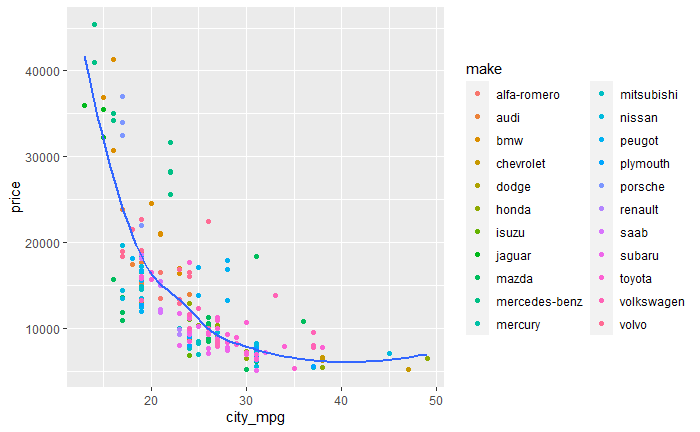 40000
30000
20000
10000
price
20
30
40
50
city_mpg
make
alfa-romero
audi
bmw
chevrolet
dodge
honda
isuzu
jaguar
mazda
mercedes-benz
mercury
mitsubishi
nissan
peugot
plymouth
porsche
renault
saab
subaru
toyota
volkswagen
volvo